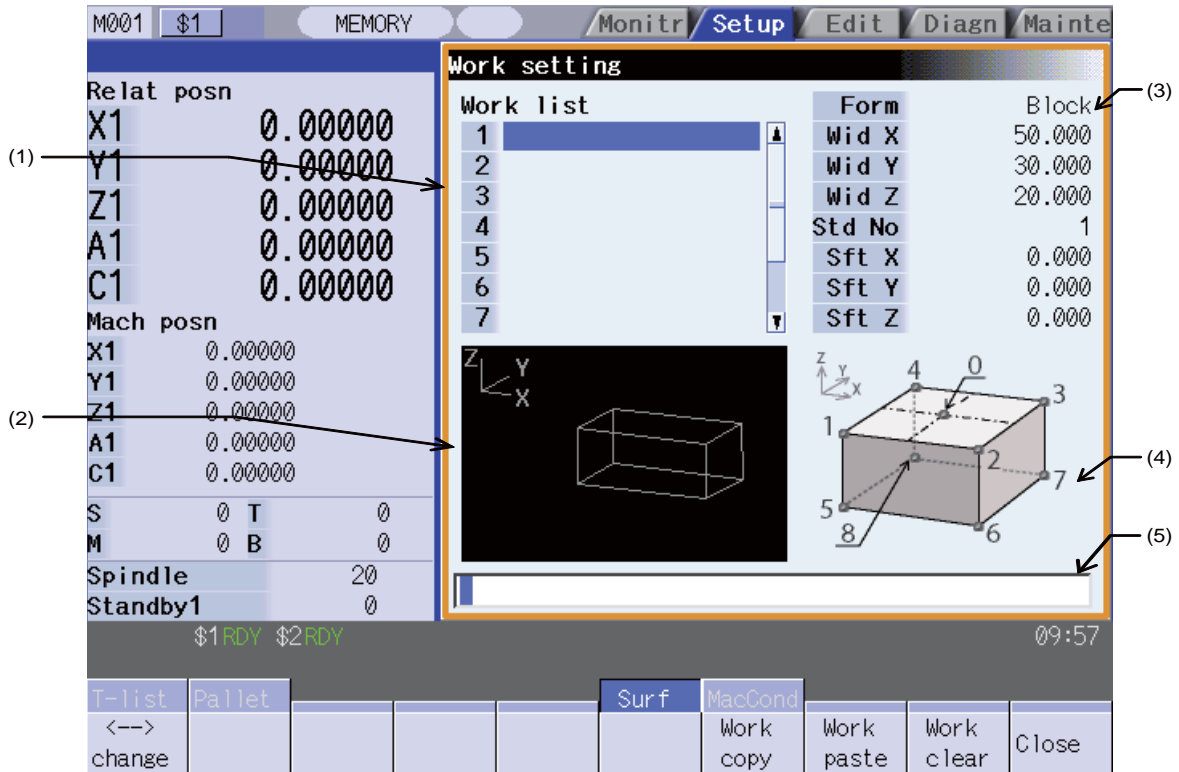 M001 $1 MEMORY Monitr Setup Edit Diagn Mainte
Relat posn
X1 0.00000
Y1 0.00000
Z1 0.00000
A1 0.00000
C1 0.00000
Mach posn
X1 0.00000
Y1 0.00000
Z1 0.00000
A1 0.00000
C1 0.00000
S 0 T 0
M 0 B 0
Spindle 20
Standby1 0
Work setting
Work list
1
2
3
4
5
6
7
Form Block
Wid X 50.000
Wid Y 30.000
Wid Z 20.000
Std No 1
Sft X 0.000
Sft Y 0.000
Sft Z 0.000
Z
Y
X
Z
Y
X
4
0
3
1
2
7
5
8
6
(1)
(2)
(3)
(4)
(5)
$1 RDY $2 RDY 09:57
T-list Pallet Surf MacCond
<-->
change
Work
copy
Work
paste
Work
clear
Close